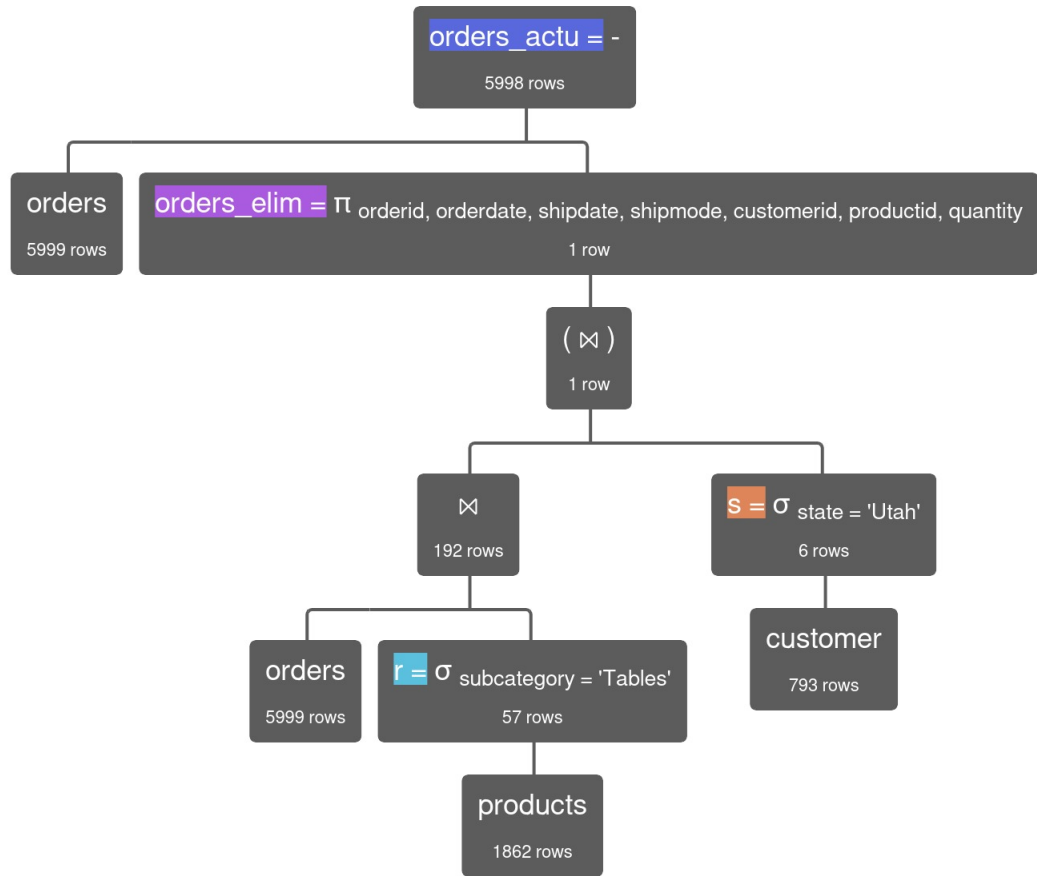 orders_actu = -
5998 rows
orders
5999 rows
orders_elim = π orderid, orderdate, shipdate, shipmode, customerid, productid, quantity
1 row
( ⋈ )
1 row
⋈
192 rows
s = σ state = 'Utah'
6 rows
orders
5999 rows
r = σ subcategory = 'Tables'
57 rows
customer
793 rows
products
1862 rows